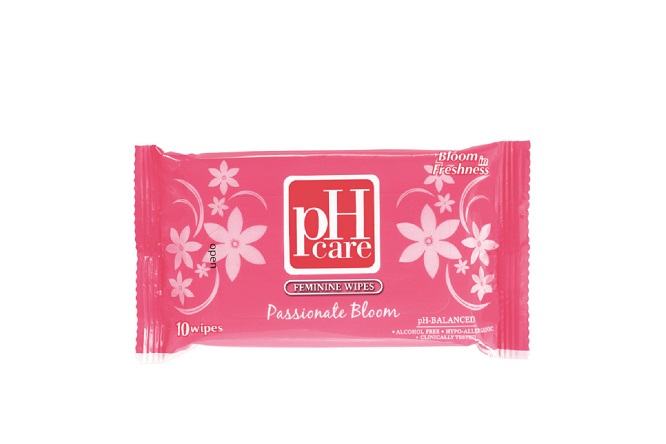 Bloom in
Freshness
pH
care
open
FEMININE WIPES
Passionate Bloom
10 wipes
pH-BALANCED
• ALCOHOL FREE • HYPO-ALLERGENIC
• CLINICALLY TESTED